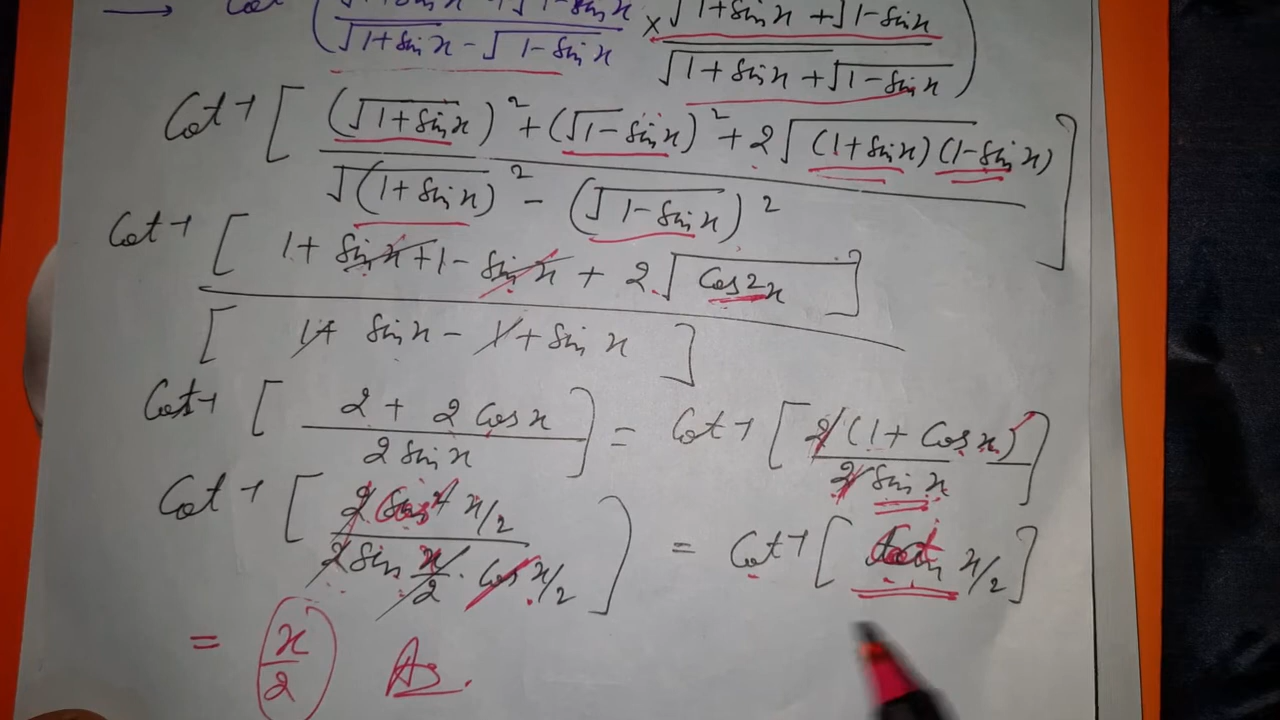 → Cot⁻¹ ( (√1+sin x + √1-sin x)/(√1+sin x - √1-sin x) × (√1+sin x + √1-sin x)/(√1+sin x + √1-sin x) )
Cot⁻¹ [ ((√1+sin x)² + (√1-sin x)² + 2√(1+sin x)(1-sin x))/(√(1+sin x)² - (√1-sin x)²) ]
Cot⁻¹ [ 1 + sin x + 1 - sin x + 2√Cos²x ] / [ 1 + sin x - 1 + sin x ]
Cot⁻¹ [ (2 + 2 Cos x)/(2 sin x) ] = Cot⁻¹ [ 2(1 + Cos x)/(2 sin x) ]
Cot⁻¹ [ (2 Cos² x/2)/(2 sin x/2 · Cos x/2) ] = Cot⁻¹ [ Cot x/2 ]
= x/2 As.